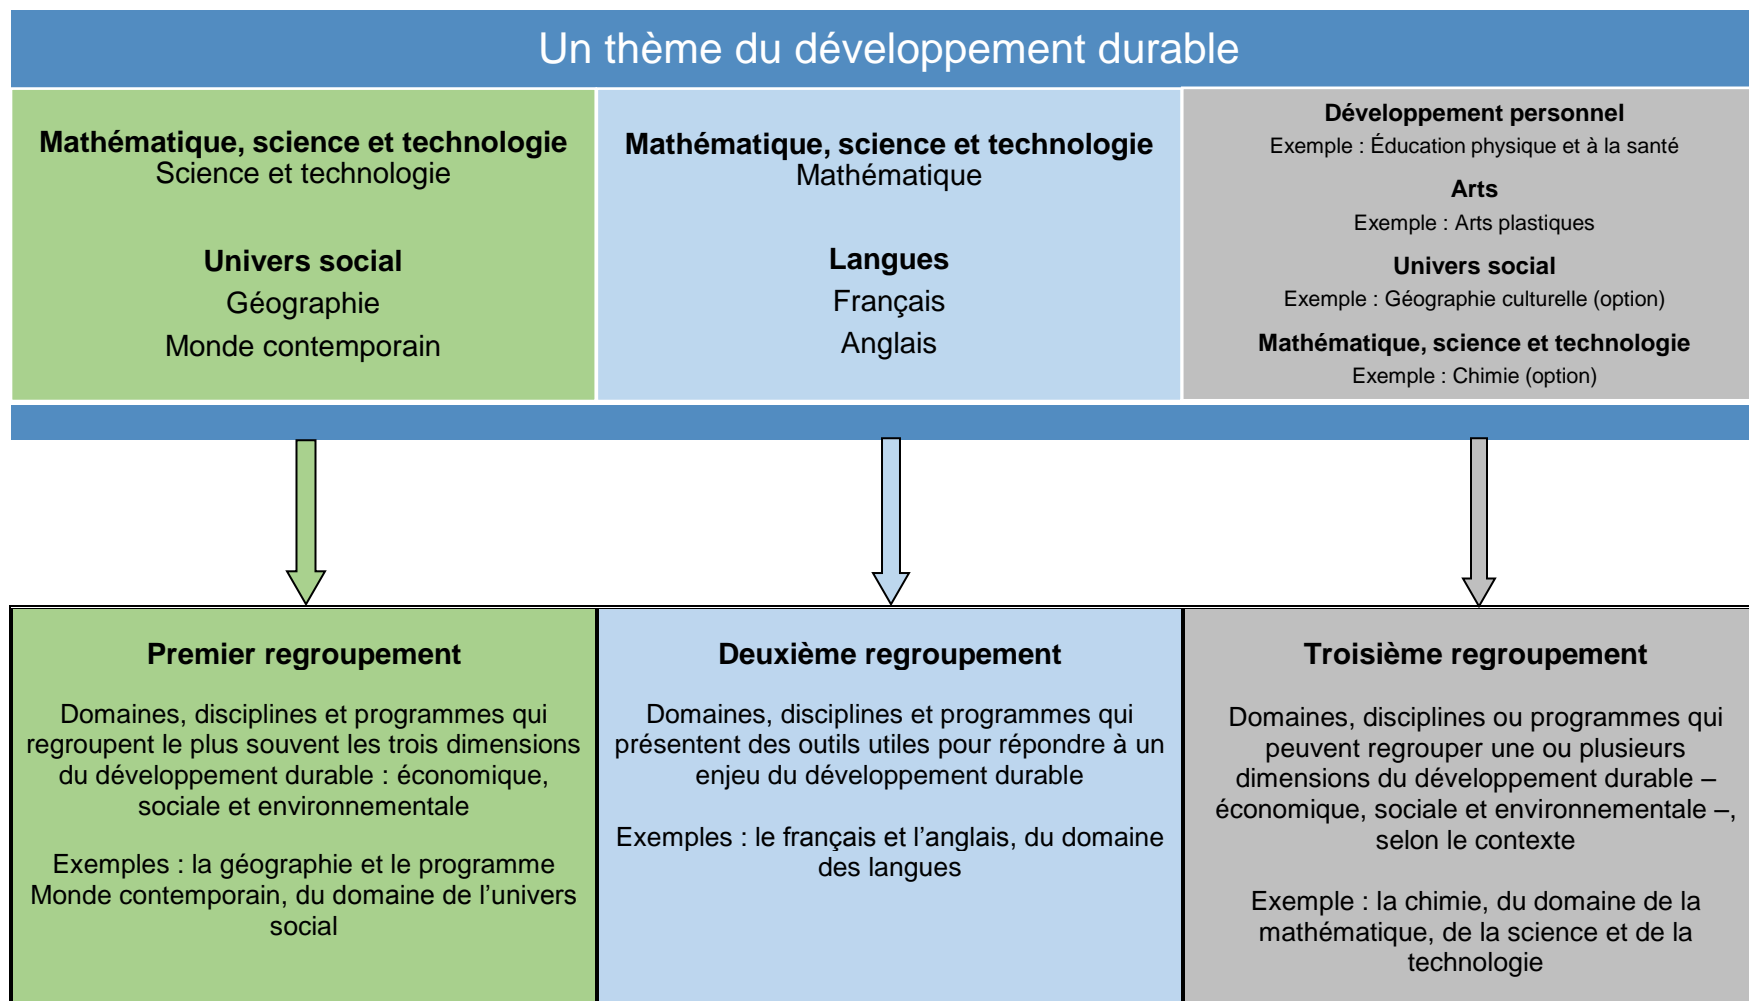 Un thème du développement durable
Mathématique, science et technologie
Science et technologie
Univers social
Géographie
Monde contemporain
Mathématique, science et technologie
Mathématique
Langues
Français
Anglais
Développement personnel
Exemple : Éducation physique et à la santé
Arts
Exemple : Arts plastiques
Univers social
Exemple : Géographie culturelle (option)
Mathématique, science et technologie
Exemple : Chimie (option)
Premier regroupement
Domaines, disciplines et programmes qui
regroupent le plus souvent les trois dimensions
du développement durable : économique,
sociale et environnementale
Exemples : la géographie et le programme
Monde contemporain, du domaine de l’univers
social
Deuxième regroupement
Domaines, disciplines et programmes qui
présentent des outils utiles pour répondre à un
enjeu du développement durable
Exemples : le français et l’anglais, du domaine
des langues
Troisième regroupement
Domaines, disciplines ou programmes qui
peuvent regrouper une ou plusieurs
dimensions du développement durable –
économique, sociale et environnementale –,
selon le contexte
Exemple : la chimie, du domaine de la
mathématique, de la science et de la
technologie